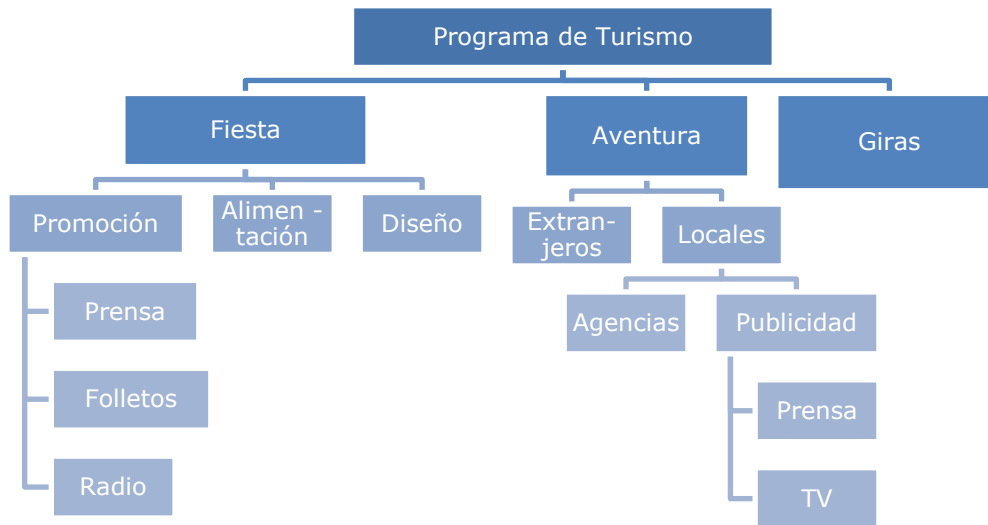 Programa de Turismo
Fiesta
Aventura
Giras
Promoción
Alimen -
tación
Diseño
Extran-
jeros
Locales
Prensa
Folletos
Radio
Agencias
Publicidad
Prensa
TV